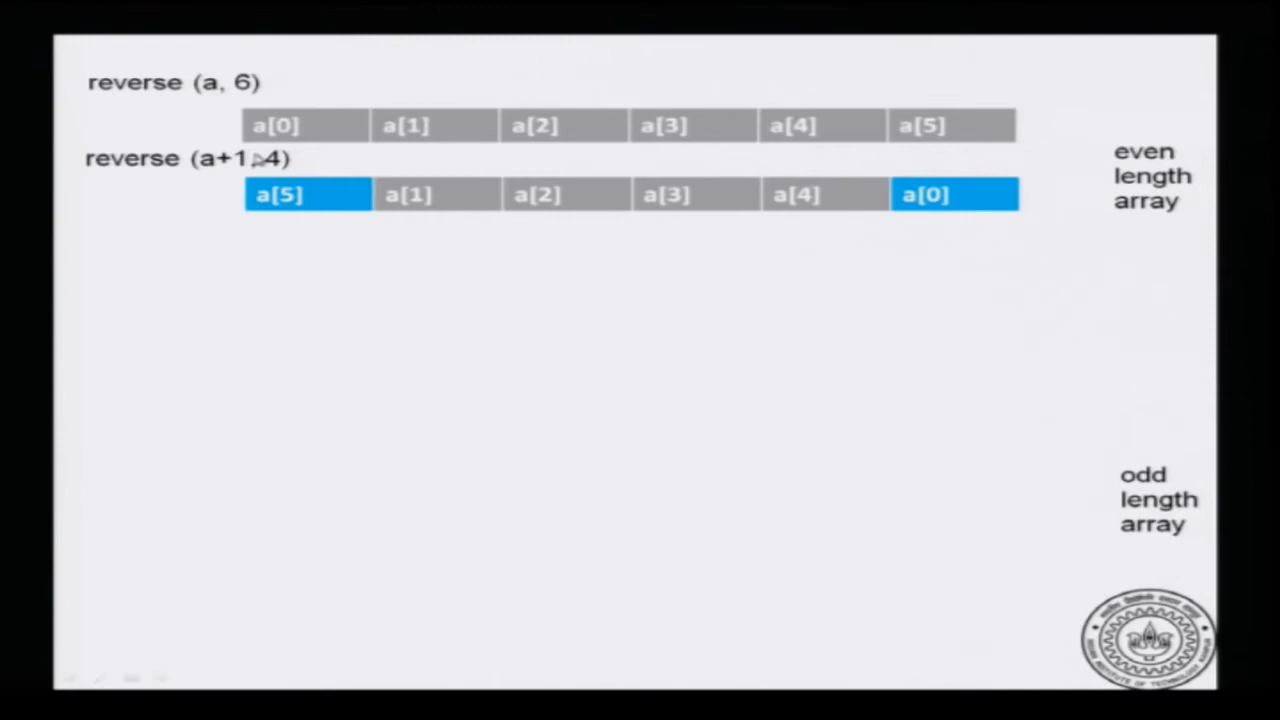 reverse (a, 6)
a[0] a[1] a[2] a[3] a[4] a[5]
reverse (a+1, 4)
a[5] a[1] a[2] a[3] a[4] a[0]
even
length
array
odd
length
array